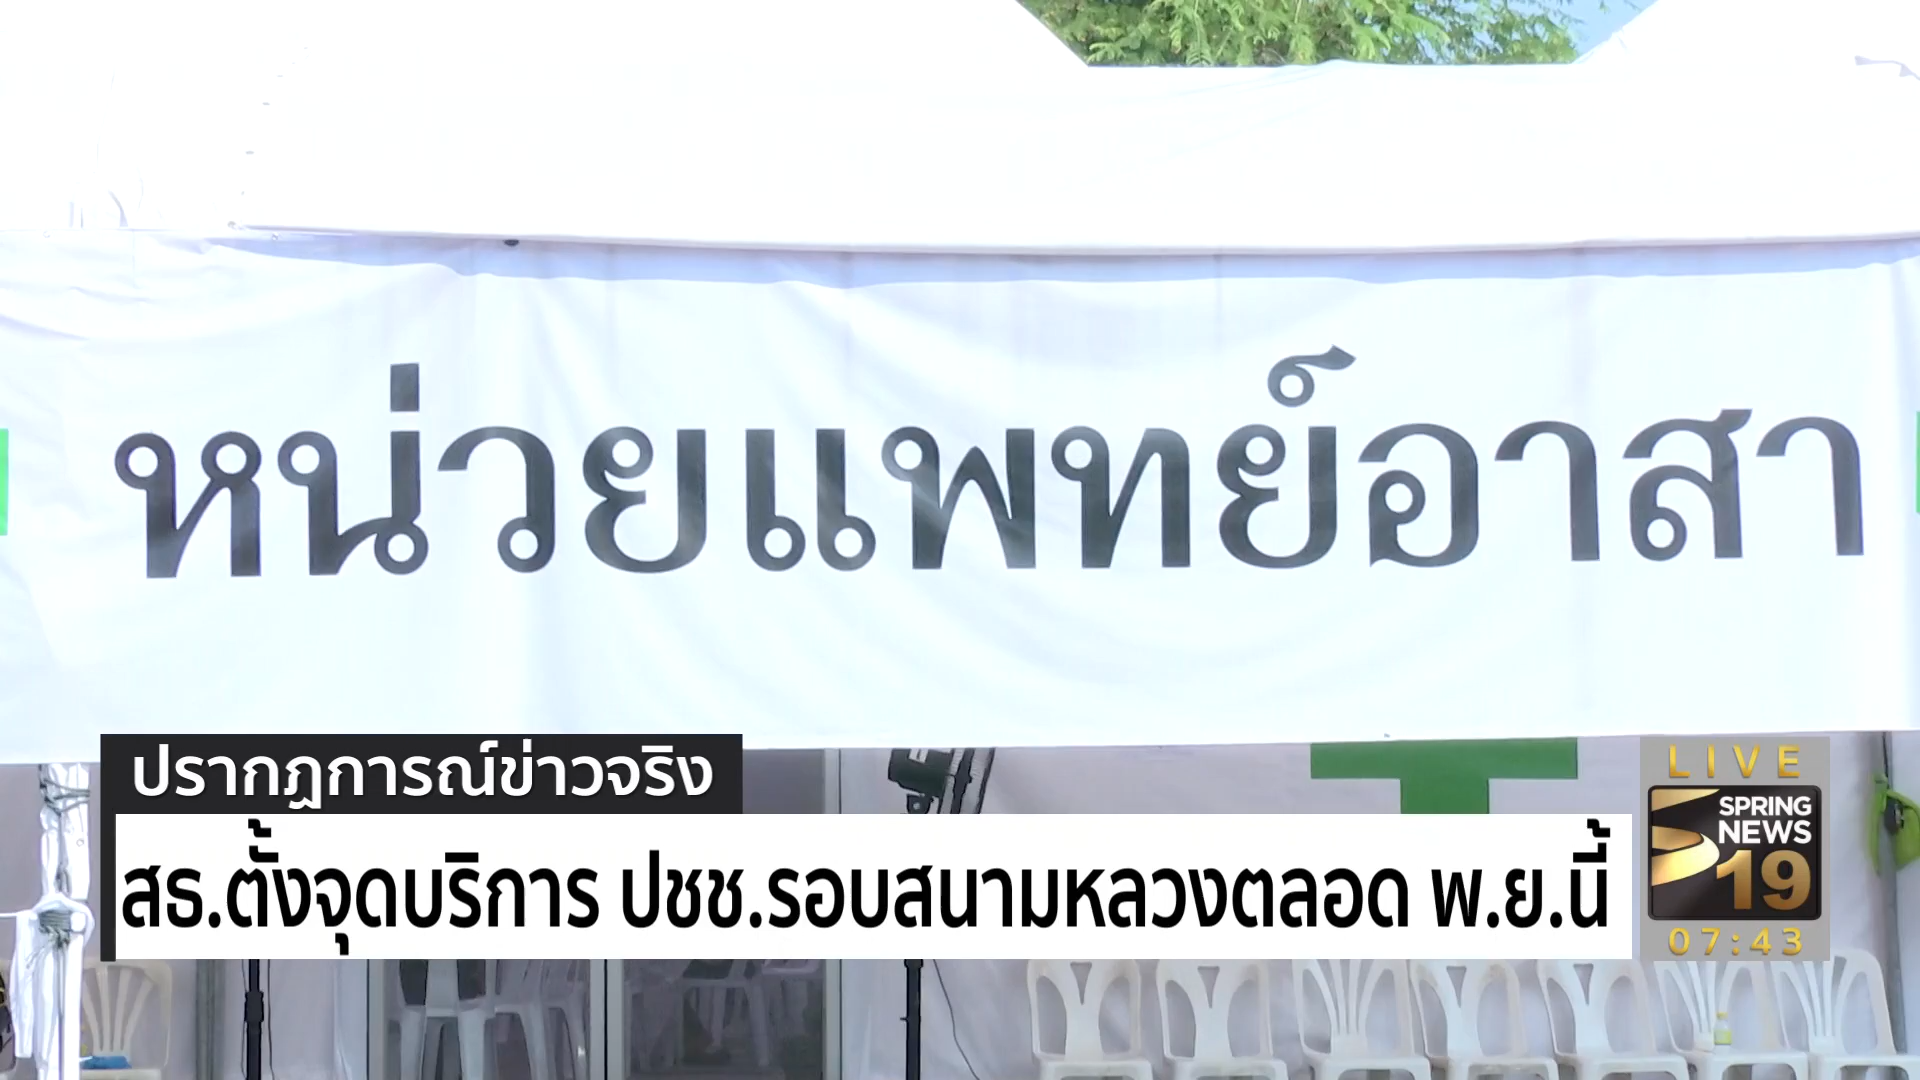 หน่วยแพทย์อาสา
ปรากฏการณ์ข่าวจริง
สธ.ตั้งจุดบริการ ปชช.รอบสนามหลวงตลอด พ.ย.นี้
LIVE
SPRING
NEWS
19
07:43